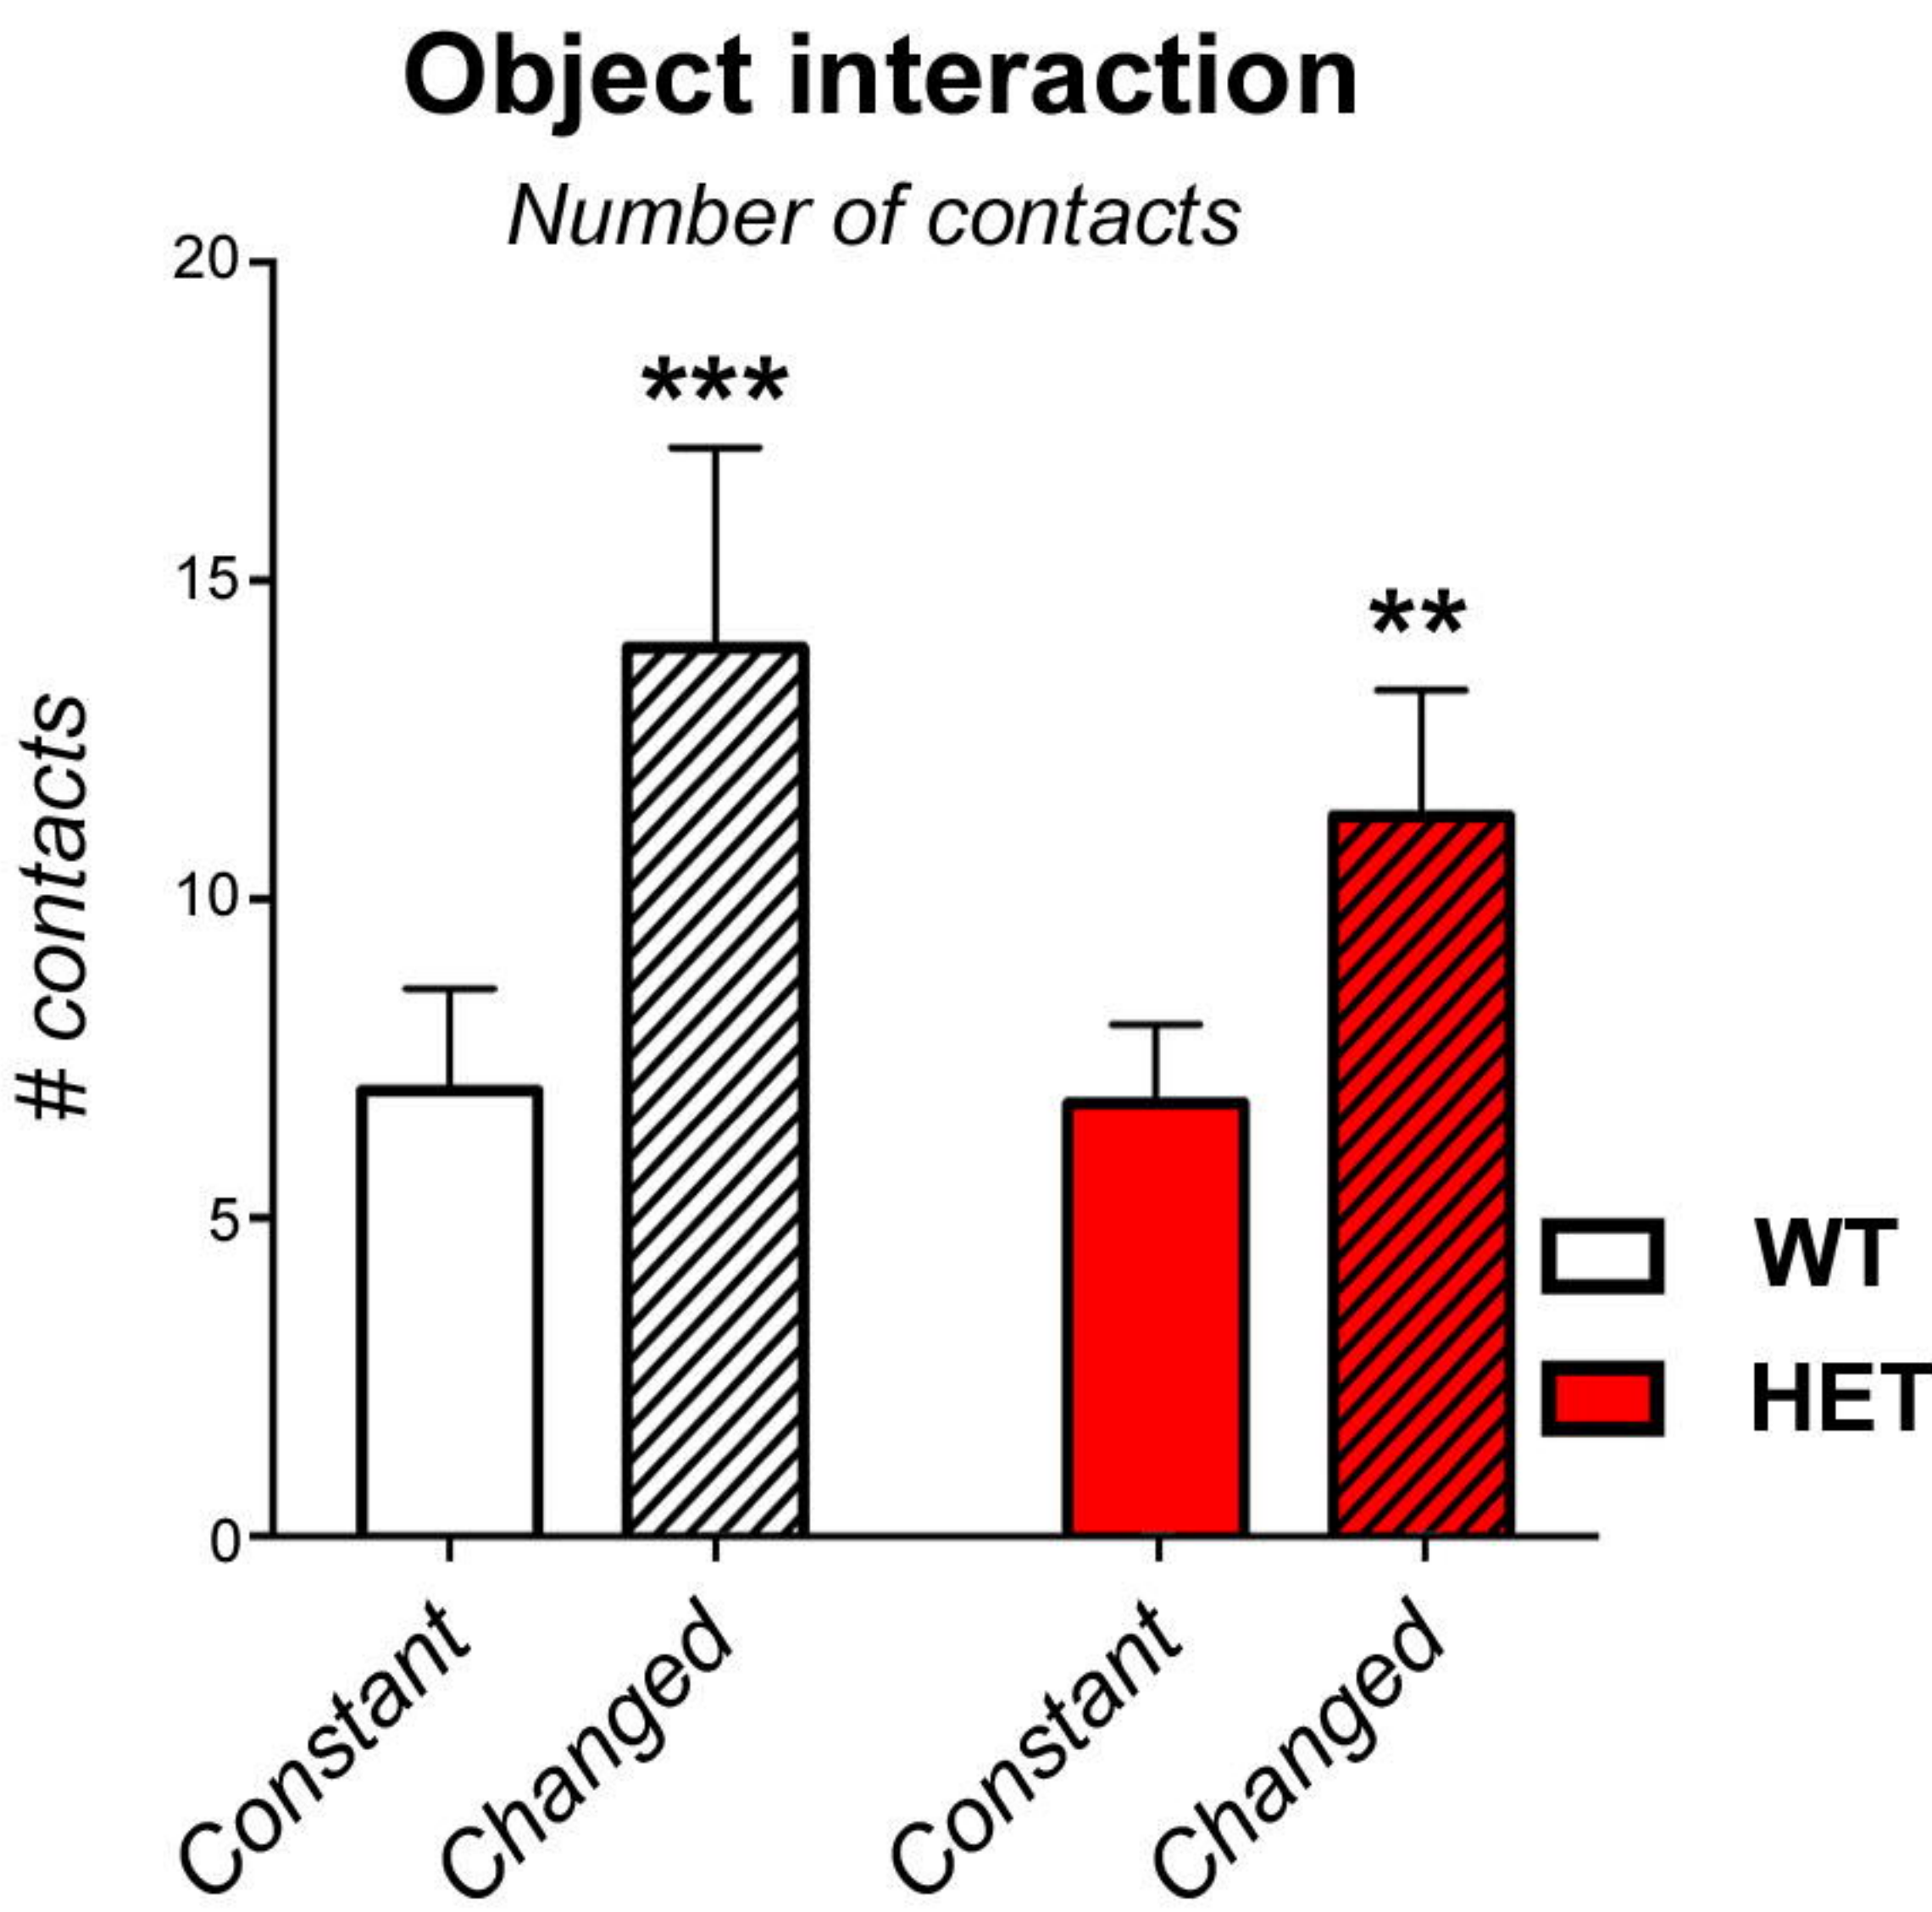 Object interaction
Number of contacts
# contacts
20
***
15
**
10
5
0
WT
HET
Constant
Changed
Constant
Changed